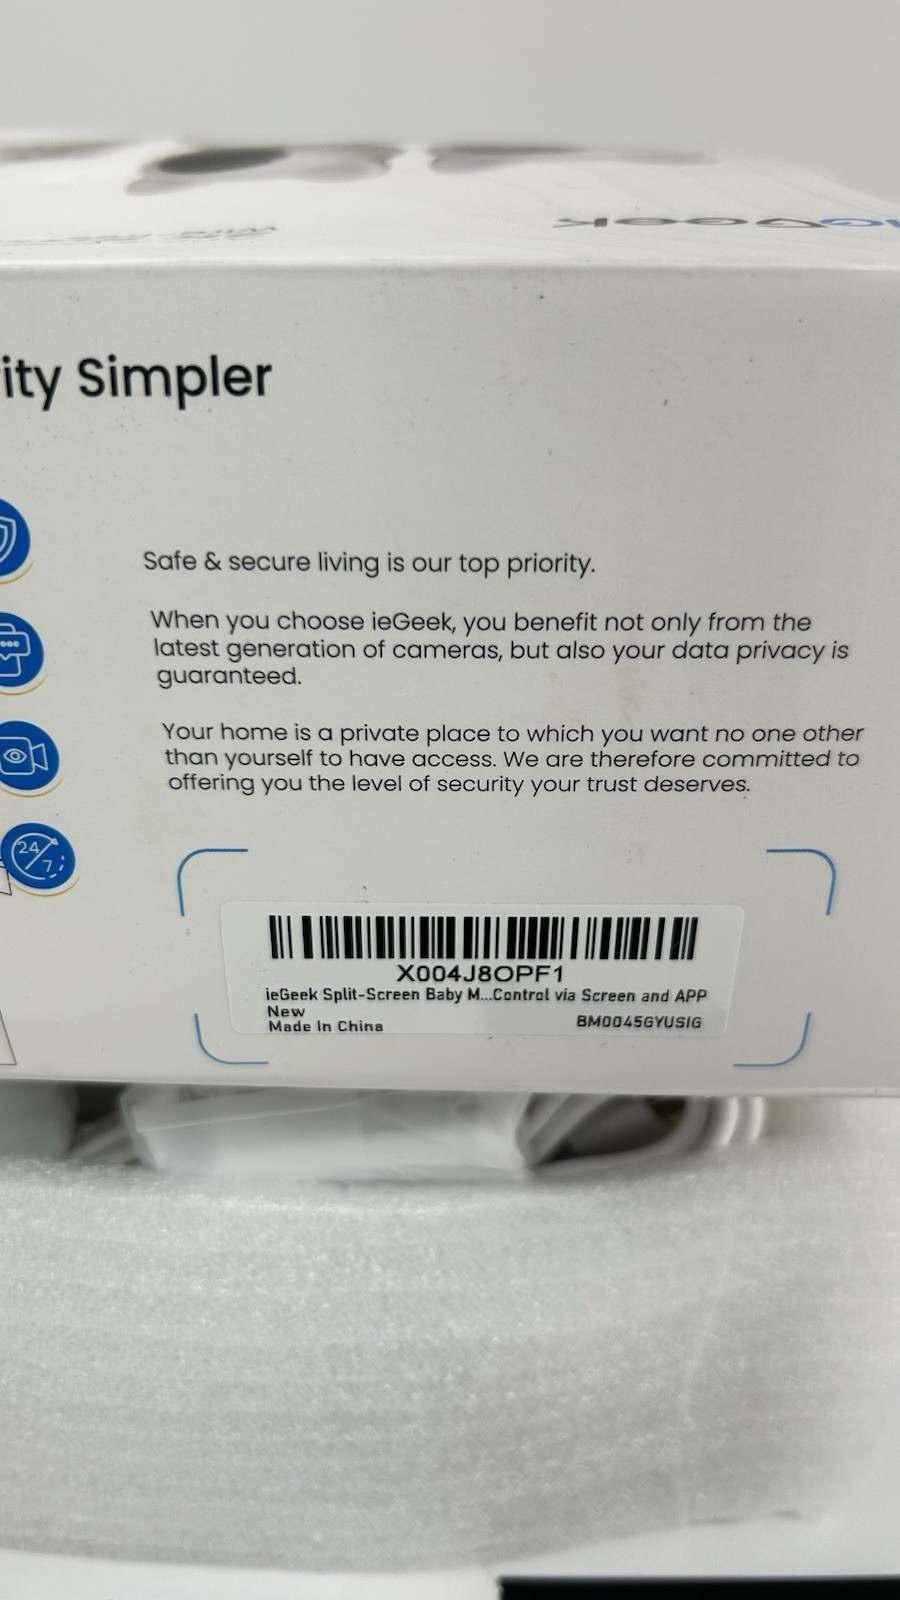 ieGeek
ity Simpler
Safe & secure living is our top priority.
When you choose ieGeek, you benefit not only from the
latest generation of cameras, but also your data privacy is
guaranteed.
Your home is a private place to which you want no one other
than yourself to have access. We are therefore committed to
offering you the level of security your trust deserves.
24/7
X004J8OPF1
ieGeek Split-Screen Baby M...Control via Screen and APP
New
Made In China
BM0045GYUSIG